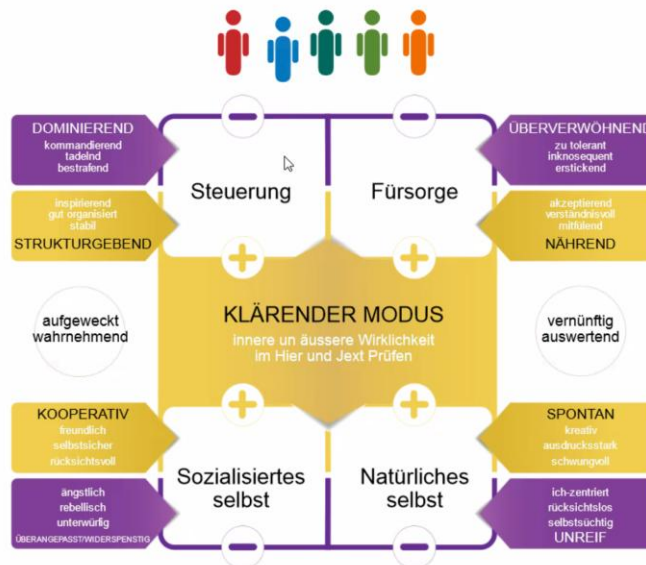 DOMINIEREND
kommandierend
tadelnd
bestrafend
inspirierend
gut organisiert
stabil
STRUKTURGEBEND
Steuerung
Fürsorge
ÜBERVERWÖHNEND
zu tolerant
inknosequent
erstickend
akzeptierend
verständnisvoll
mitfülend
NÄHREND
aufgeweckt
wahrnehmend
KLÄRENDER MODUS
innere un äussere Wirklichkeit
im Hier und Jext Prüfen
vernünftig
auswertend
KOOPERATIV
freundlich
selbstsicher
rücksichtsvoll
ängstlich
rebellisch
unterwürfig
ÜBERANGEPASST/WIDERSPENSTIG
Sozialisiertes
selbst
Natürliches
selbst
SPONTAN
kreativ
ausdrucksstark
schwungvoll
ich-zentriert
rücksichtslos
selbstsüchtig
UNREIF